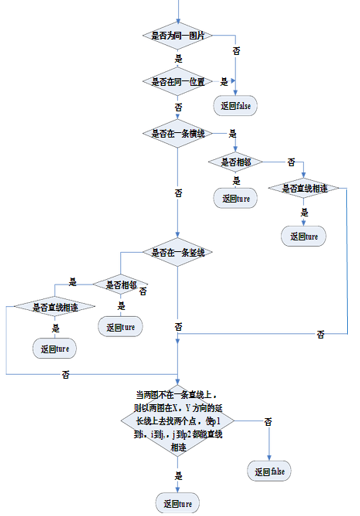 是否为同一图片
否
是
是否在同一位置
是
否
返回false
是否在一条横线
是
是否相邻
否
是
是否直线相连
返回ture
是
否
返回ture
是否在一条竖线
是
是否相邻
否
是否直线相连
是
返回ture
是
否
否
返回ture
否
当两图不在一条直线上，
则以两图在X，Y方向的延
长线上去找两个点，使p1
到i，i到j,，j到p2都能直线
相连
否
返回false
是
返回ture